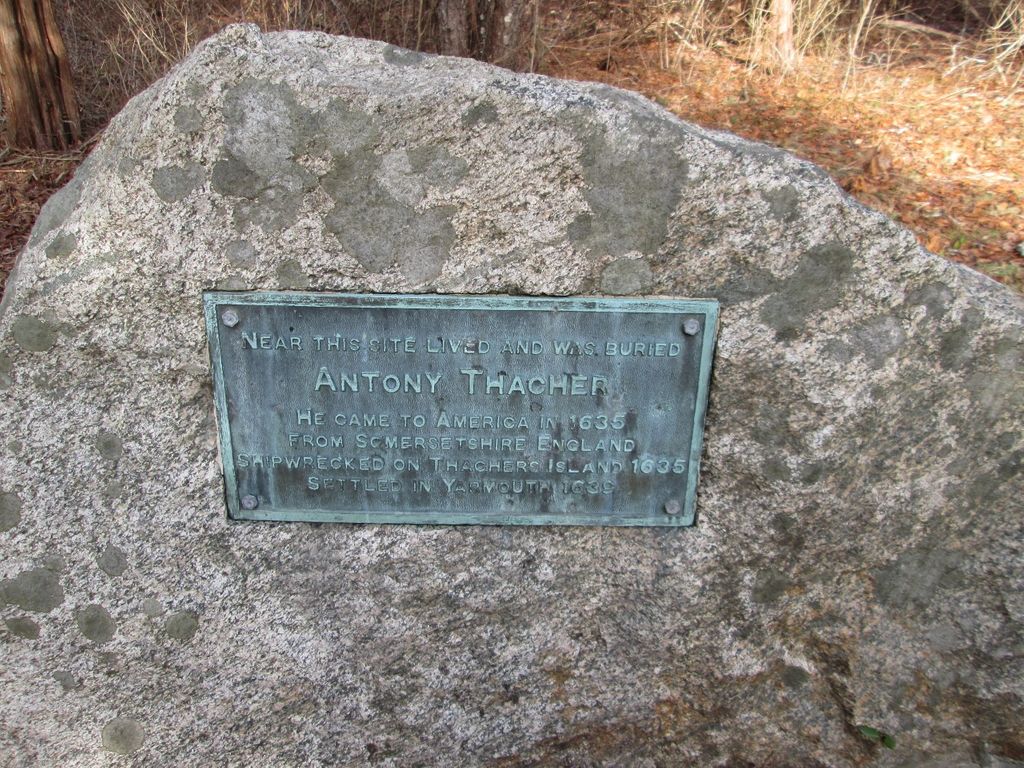 NEAR THIS SITE LIVED AND WAS BURIED
ANTONY THACHER
HE CAME TO AMERICA IN 1635
FROM SOMERSETSHIRE ENGLAND
SHIPWRECKED ON THACHERS ISLAND 1635
SETTLED IN YARMOUTH 1639